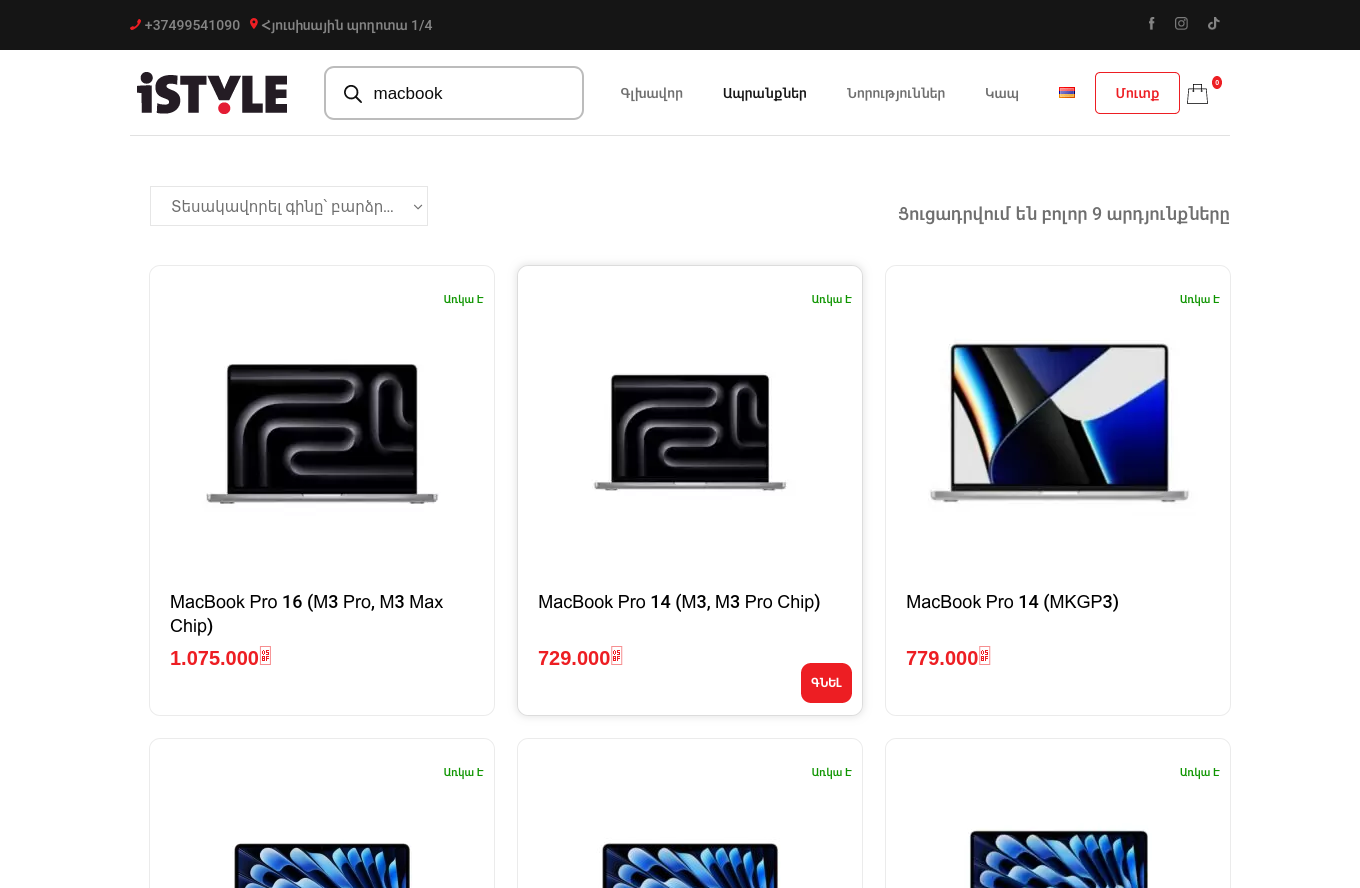 +37499541090 Հյուսիսային պողոտա 1/4
iSTYLE
macbook
Գլխավոր
Ապրանքներ
Նորություններ
Կապ
Մուտք
0
Տեսակավորել գինը՝ բարձր...
Ցուցադրվում են բոլոր 9 արդյունքները
Առկա է
Առկա է
Առկա է
MacBook Pro 16 (M3 Pro, M3 Max
Chip)
1.075.000֏
MacBook Pro 14 (M3, M3 Pro Chip)
729.000֏
ԳՆԵԼ
MacBook Pro 14 (MKGP3)
779.000֏
Առկա է
Առկա է
Առկա է